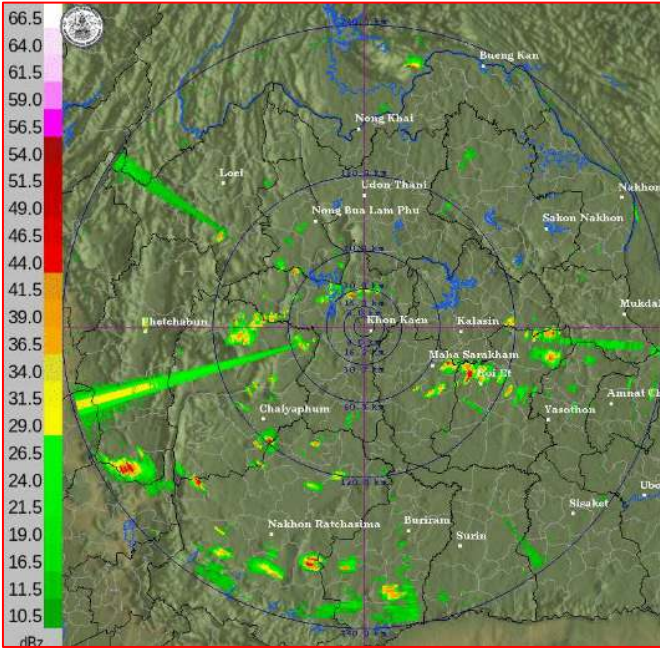 66.5
64.0
61.5
59.0
56.5
54.0
51.5
49.0
46.5
44.0
41.5
39.0
36.5
34.0
31.5
29.0
26.5
24.0
21.5
19.0
16.5
11.5
10.5
dBz
Bueng Kan
Nong Khai
Loei
Udon Thani
Nakhon
Nong Bua Lam Phu
Sakon Nakhon
Mukdah
Phetchabun
Khon Kaen
Kalasin
Maha Sarakham
Roi Et
Amnat Ch
Chaiyaphum
Yasothon
Ubo
Sisaket
Nakhon Ratchasima
Buriram
Surin